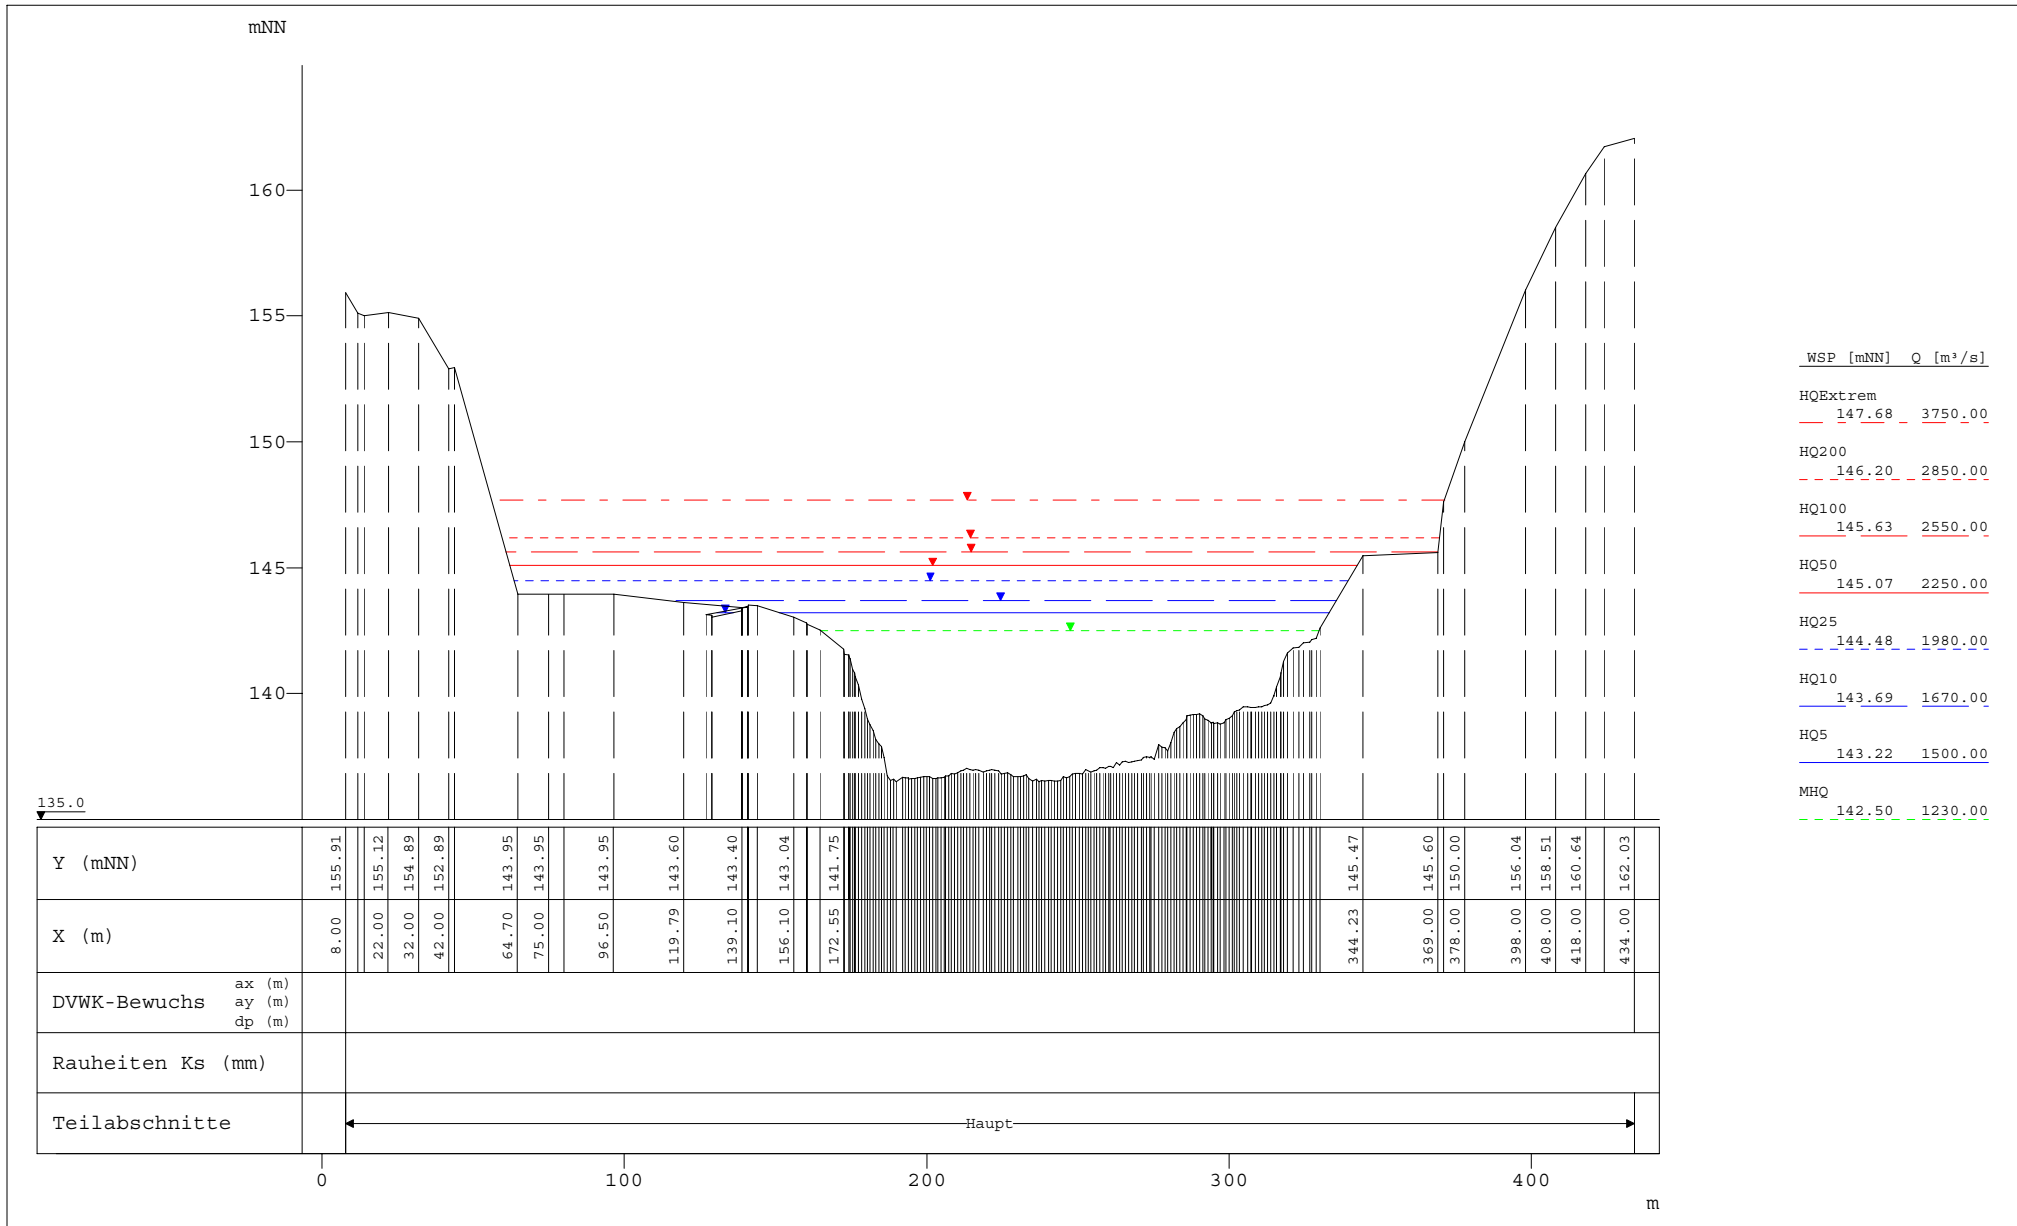 mNN
160
155
150
145
140
135.0
WSP [mNN] Q [m³/s]
HQExtrem
147.68 3750.00
HQ200
146.20 2850.00
HQ100
145.63 2550.00
HQ50
145.07 2250.00
HQ25
144.48 1980.00
HQ10
143.69 1670.00
HQ5
143.22 1500.00
MHQ
142.50 1230.00
Y (mNN) 155.91 155.12 154.89 152.89 143.95 143.95 143.95 143.60 143.40 143.04 141.75 145.47 145.60 150.00 156.04 158.51 160.64 162.03
X (m) 8.00 22.00 32.00 42.00 64.70 75.00 96.50 119.79 139.10 156.10 172.55 344.23 369.00 378.00 398.00 408.00 418.00 434.00
DVWK-Bewuchs
ax (m)
ay (m)
dp (m)
Rauheiten Ks (mm)
Teilabschnitte Haupt
0 100 200 300 400
m